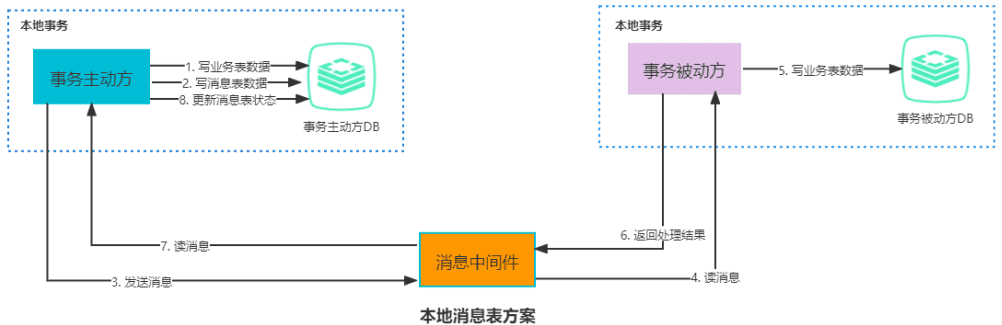 本地事务
本地事务
事务主动方
1. 写业务表数据
2. 写消息表数据
8. 更新消息表状态
事务主动方DB
事务被动方
5. 写业务表数据
事务被动方DB
7. 读消息
6. 返回处理结果
消息中间件
3. 发送消息
4. 读消息
本地消息表方案